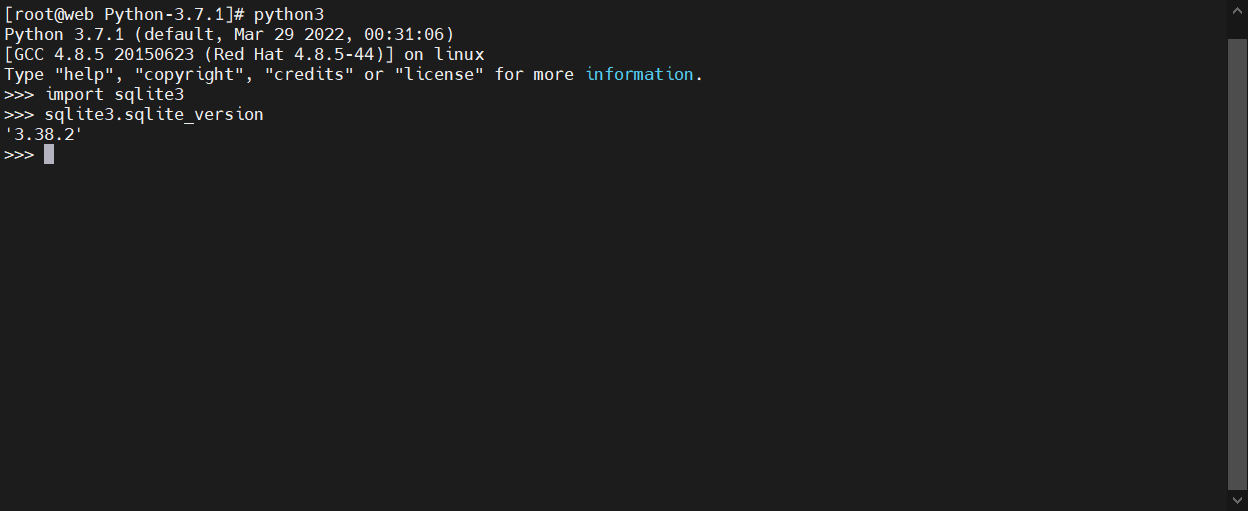 [root@web Python-3.7.1]# python3
Python 3.7.1 (default, Mar 29 2022, 00:31:06)
[GCC 4.8.5 20150623 (Red Hat 4.8.5-44)] on linux
Type "help", "copyright", "credits" or "license" for more information.
>>> import sqlite3
>>> sqlite3.sqlite_version
'3.38.2'
>>>